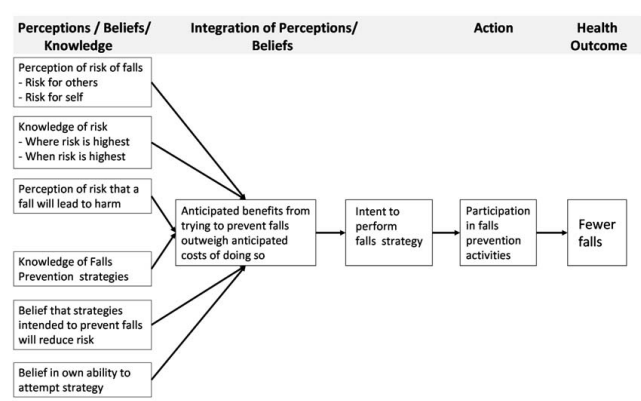 Perceptions / Beliefs/
Knowledge
Integration of Perceptions/
Beliefs
Action
Health
Outcome
Perception of risk of falls
- Risk for others
- Risk for self
Knowledge of risk
- Where risk is highest
- When risk is highest
Perception of risk that a
fall will lead to harm
Knowledge of Falls
Prevention strategies
Belief that strategies
intended to prevent falls
will reduce risk
Belief in own ability to
attempt strategy
Anticipated benefits from
trying to prevent falls
outweigh anticipated
costs of doing so
Intent to
perform
falls strategy
Participation
in falls
prevention
activities
Fewer
falls